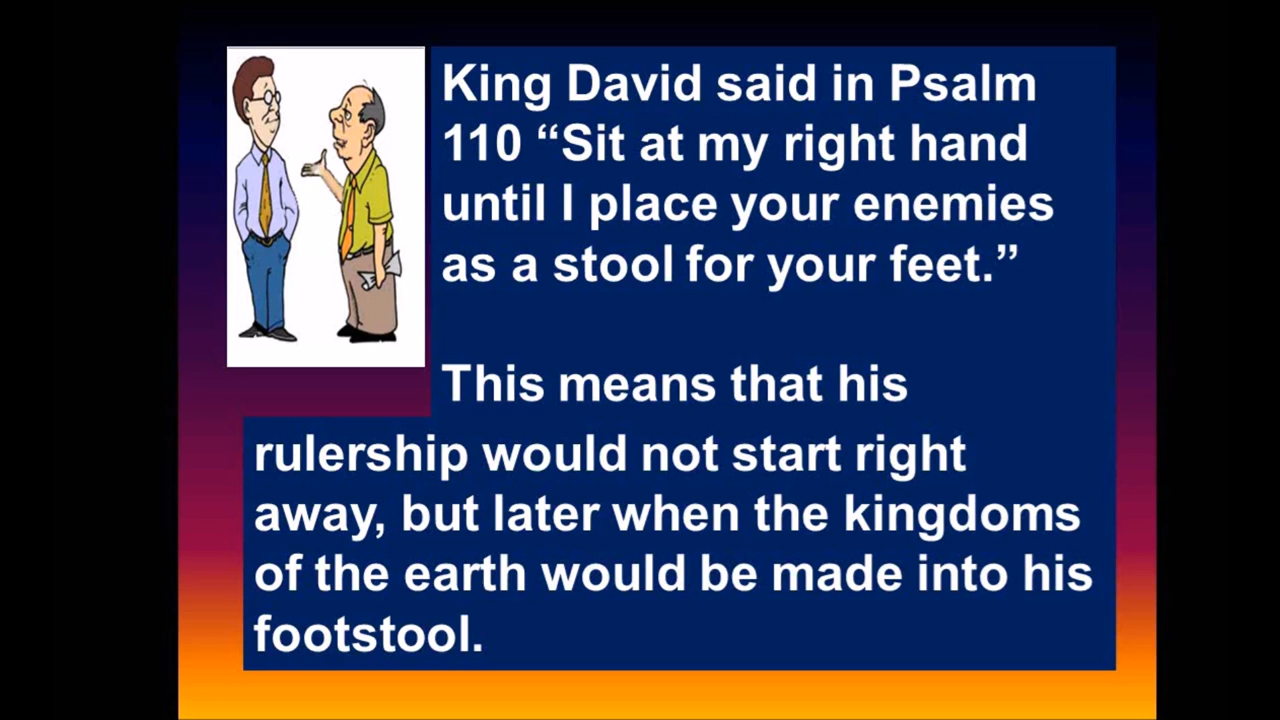 King David said in Psalm
110 “Sit at my right hand
until I place your enemies
as a stool for your feet.”
This means that his
rulership would not start right
away, but later when the kingdoms
of the earth would be made into his
footstool.